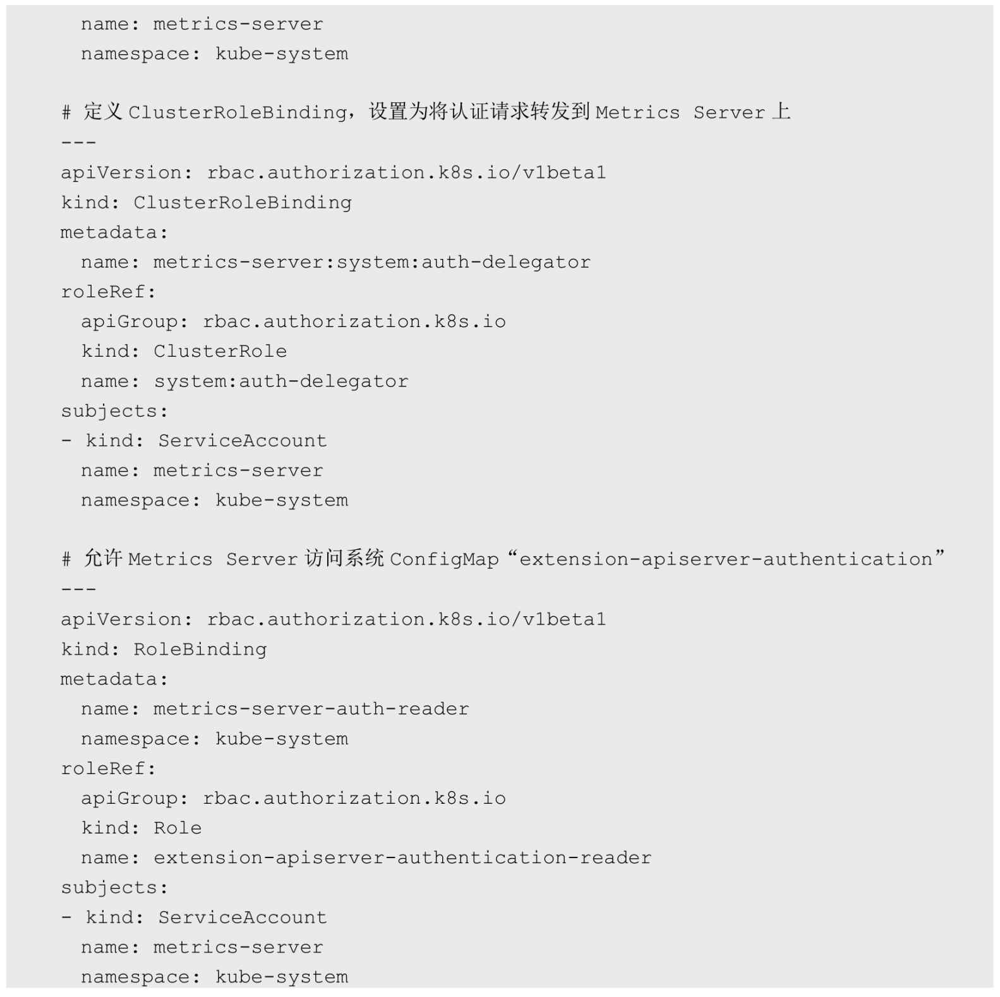 name: metrics-server
  namespace: kube-system

# 定义 ClusterRoleBinding，设置为将认证请求转发到 Metrics Server 上
---
apiVersion: rbac.authorization.k8s.io/v1beta1
kind: ClusterRoleBinding
metadata:
  name: metrics-server:system:auth-delegator
roleRef:
  apiGroup: rbac.authorization.k8s.io
  kind: ClusterRole
  name: system:auth-delegator
subjects:
- kind: ServiceAccount
  name: metrics-server
  namespace: kube-system

# 允许 Metrics Server 访问系统 ConfigMap“extension-apiserver-authentication”
---
apiVersion: rbac.authorization.k8s.io/v1beta1
kind: RoleBinding
metadata:
  name: metrics-server-auth-reader
  namespace: kube-system
roleRef:
  apiGroup: rbac.authorization.k8s.io
  kind: Role
  name: extension-apiserver-authentication-reader
subjects:
- kind: ServiceAccount
  name: metrics-server
  namespace: kube-system